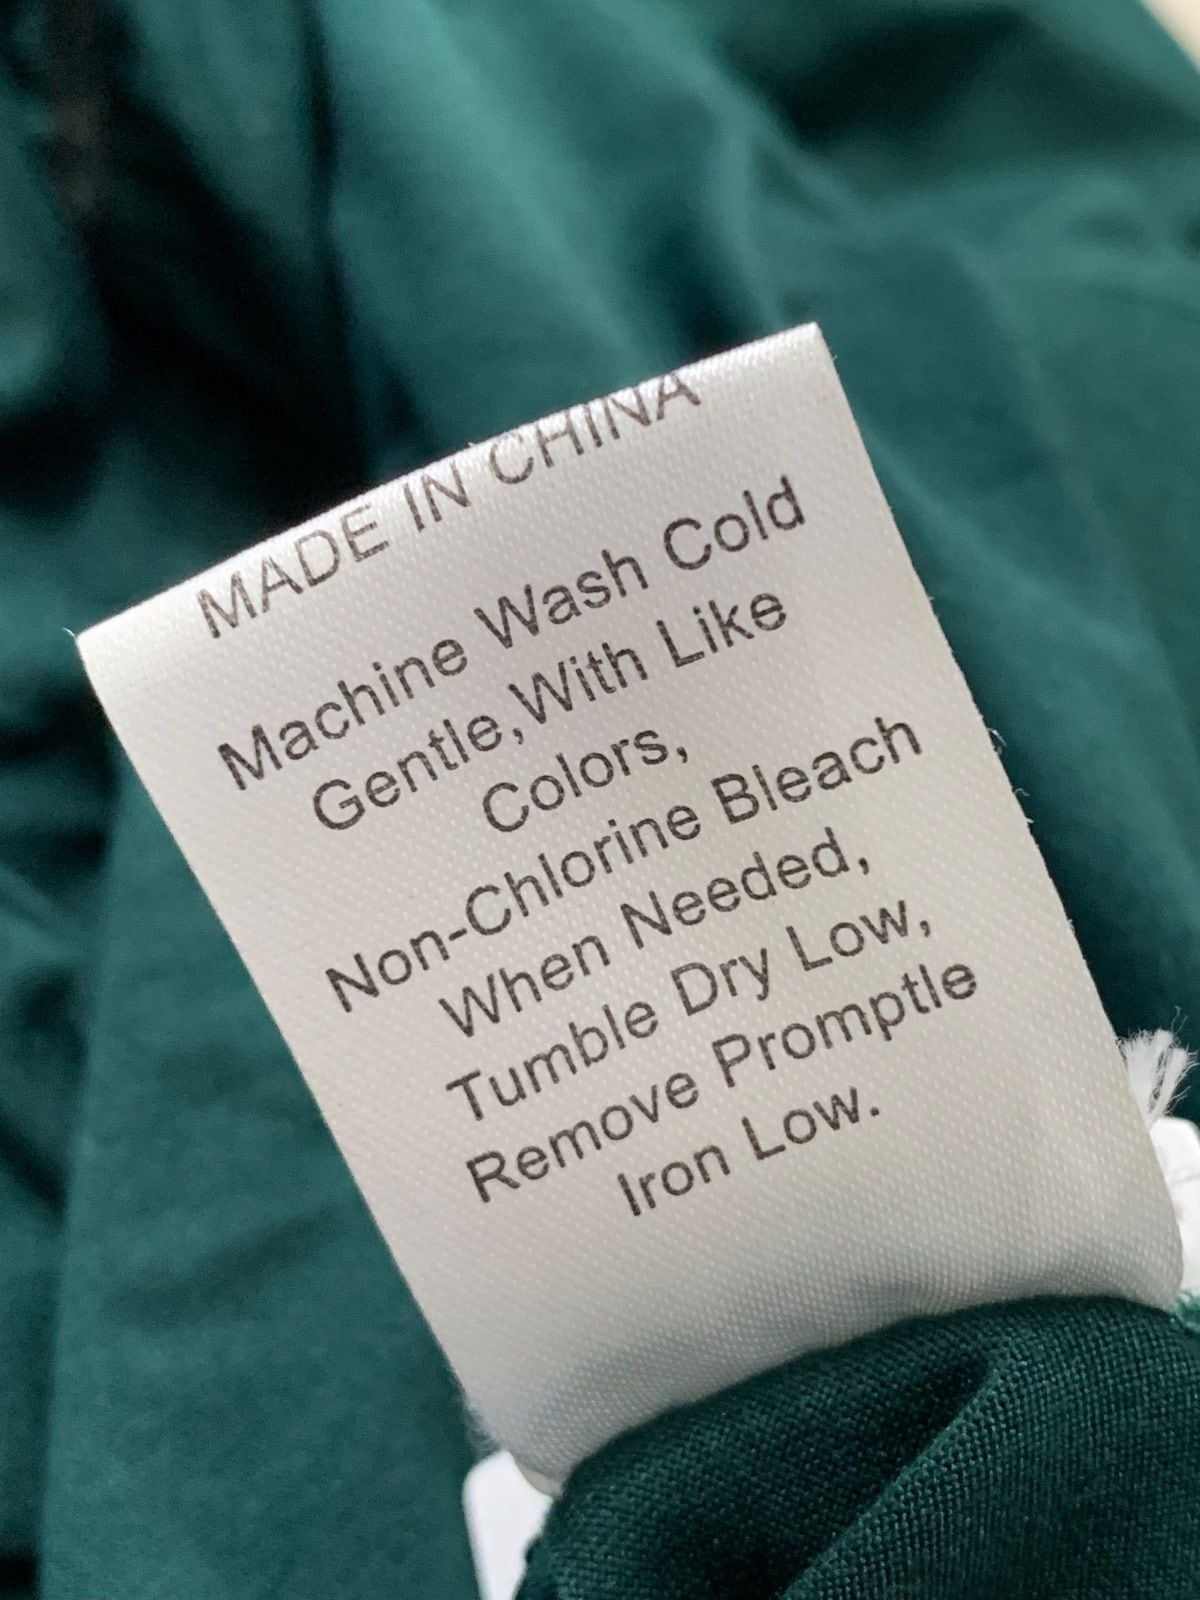 MADE IN CHINA
Machine Wash Cold
Gentle,With Like
Colors,
Non-Chlorine Bleach
When Needed,
Tumble Dry Low,
Remove Promptle
Iron Low.